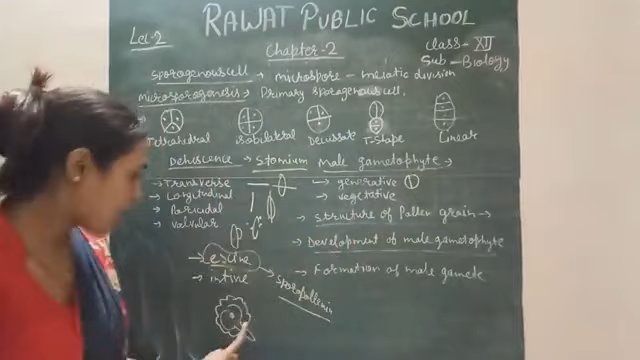 RAWAT PUBLIC SCHOOL
Lec-2
Chapter-2
Class-XII
Sub-Biology
Sporogenous cell → microspore - meiotic division
Microsporogenesis → Primary sporogenous cell.
Tetrahedral isobilateral Decussate T-Shape Linear
Dehiscence → Stomium Male gametophyte →
→ Transverse
→ Longitudinal
→ Poricidal
→ valvular
→ generative
→ vegetative
→ Structure of Pollen grain →
→ Development of male gametophyte
→ Formation of male gamete
→ exine
→ intine
Sporopollenin